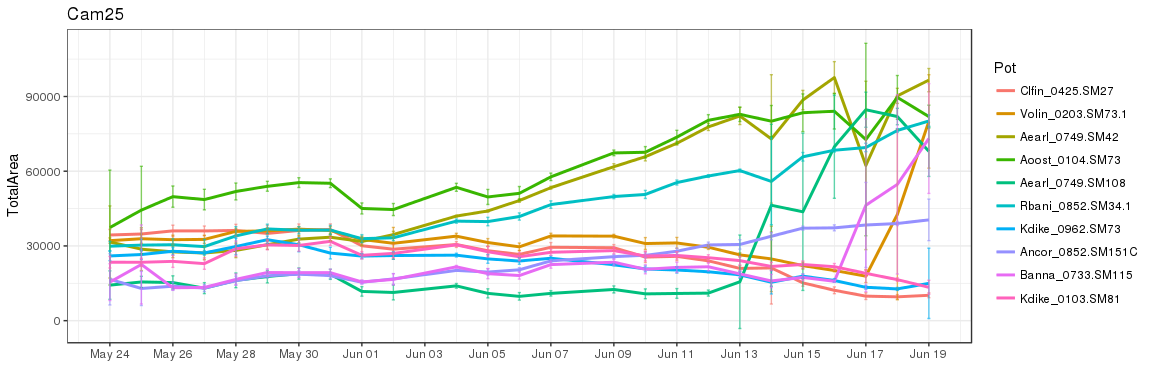 Cam25
TotalArea
90000
60000
30000
0
May 24
May 26
May 28
May 30
Jun 01
Jun 03
Jun 05
Jun 07
Jun 09
Jun 11
Jun 13
Jun 15
Jun 17
Jun 19
Pot
Clfin_0425.SM27
Volin_0203.SM73.1
Aearl_0749.SM42
Aoost_0104.SM73
Aearl_0749.SM108
Rbani_0852.SM34.1
Kdike_0962.SM73
Ancor_0852.SM151C
Banna_0733.SM115
Kdike_0103.SM81